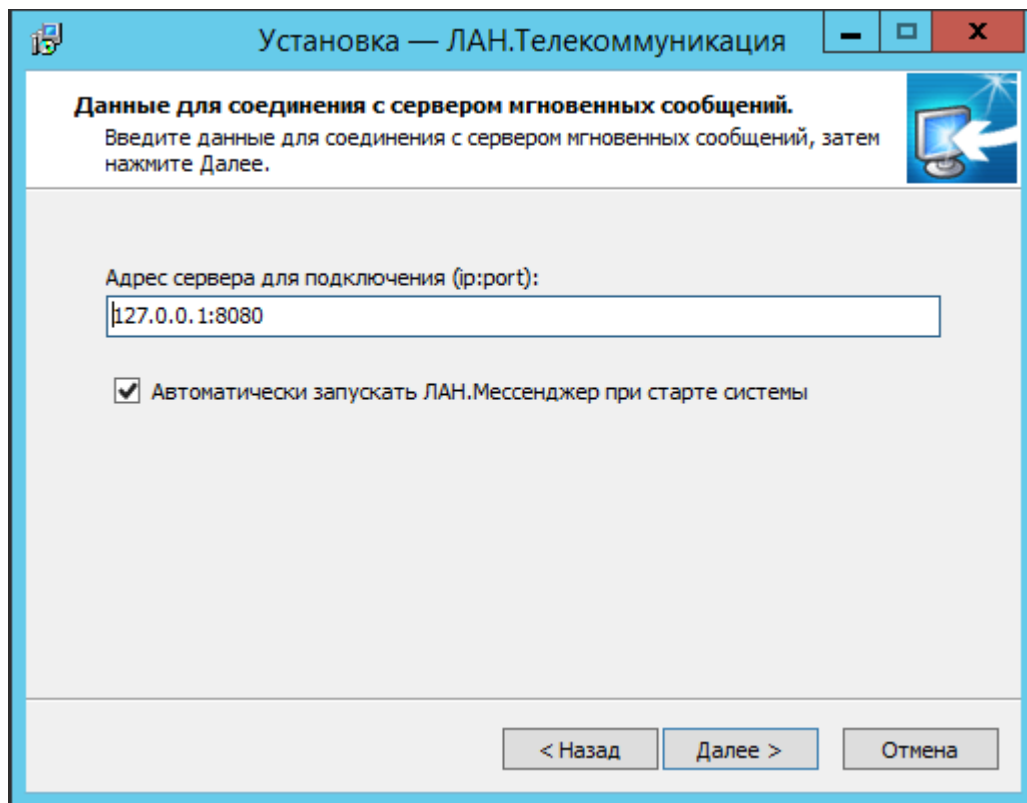 Установка — ЛАН.Телекоммуникация
Данные для соединения с сервером мгновенных сообщений.
Введите данные для соединения с сервером мгновенных сообщений, затем
нажмите Далее.
Адрес сервера для подключения (ip:port):
127.0.0.1:8080
Автоматически запускать ЛАН.Мессенджер при старте системы
< Назад
Далее >
Отмена